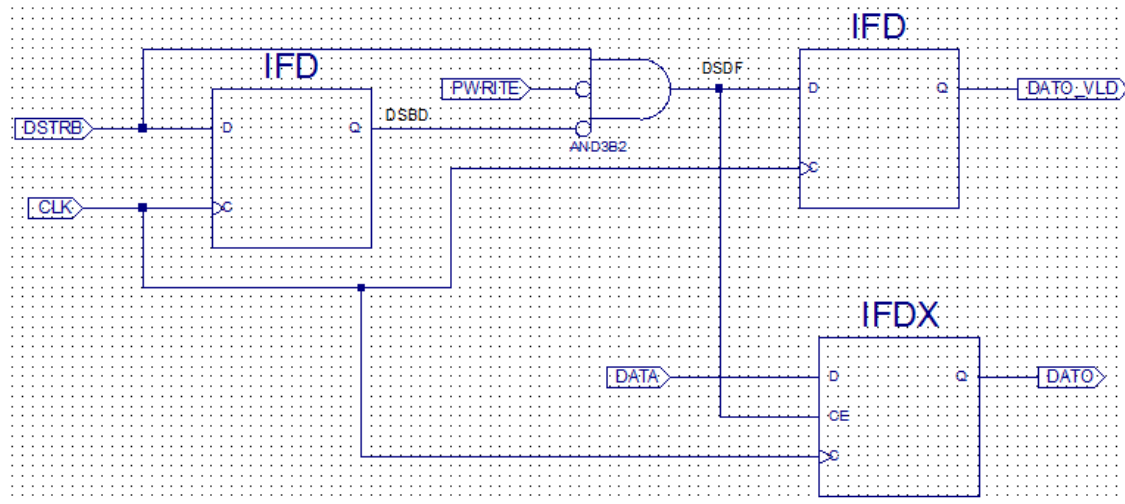 IFD
IFD
PWRITE
DSDF
D
Q
DATO_VLD
DSTRB
D
Q
DSBD
AND3B2
C
CLK
C
IFDX
DATA
D
Q
DATO
CE
C